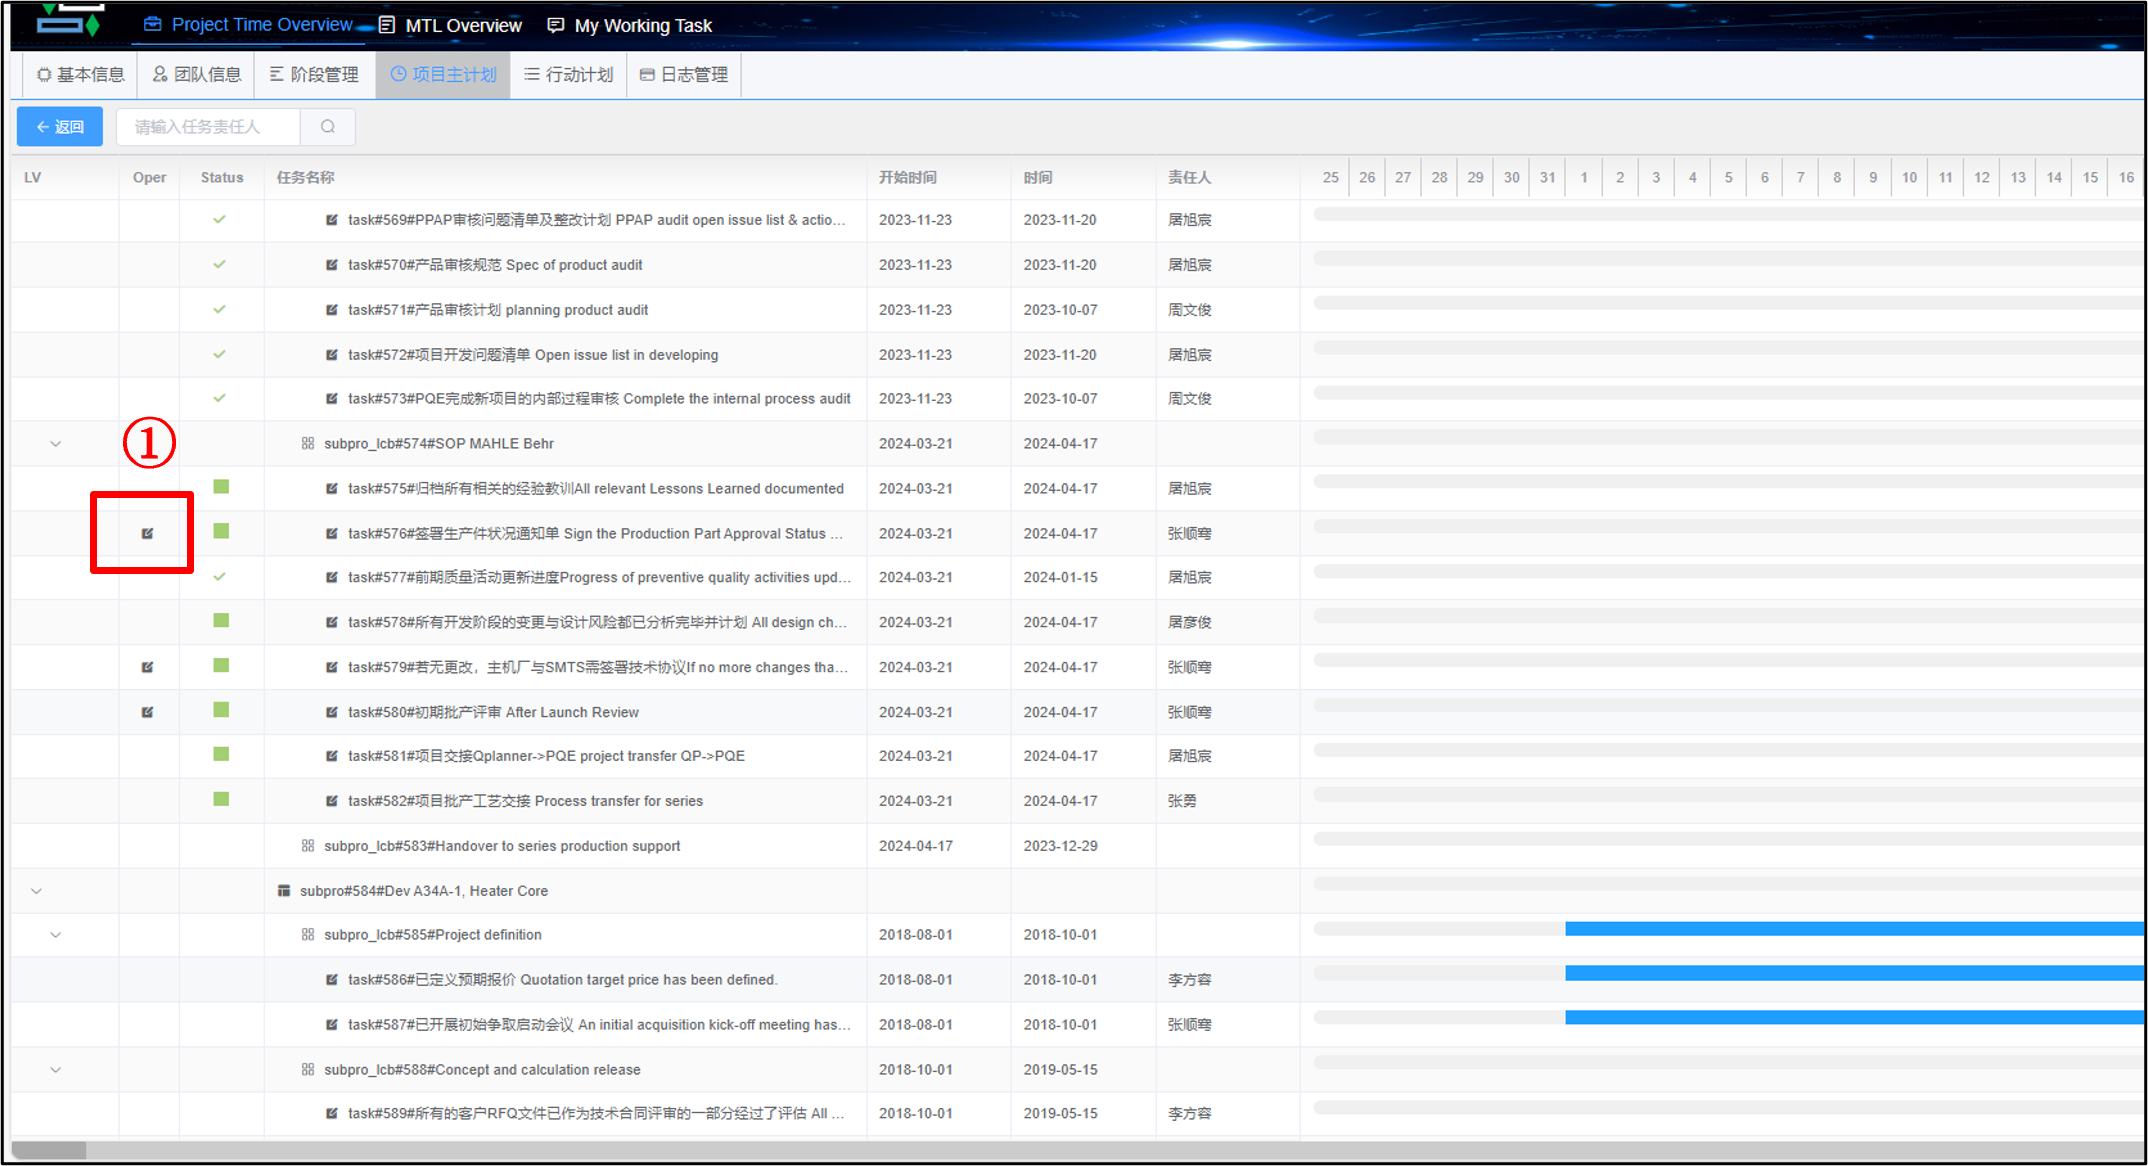 Project Time Overview MTL Overview My Working Task
基本信息 团队信息 阶段管理 项目主计划 行动计划 日志管理
返回 请输入任务责任人
LV Oper Status 任务名称 开始时间 时间 责任人 25 26 27 28 29 30 31 1 2 3 4 5 6 7 8 9 10 11 12 13 14 15 16
task#569#PPAP审核问题清单及整改计划 PPAP audit open issue list & actio... 2023-11-23 2023-11-20 屠旭宸
task#570#产品审核规范 Spec of product audit 2023-11-23 2023-11-20 屠旭宸
task#571#产品审核计划 planning product audit 2023-11-23 2023-10-07 周文俊
task#572#项目开发问题清单 Open issue list in developing 2023-11-23 2023-11-20 屠旭宸
task#573#PQE完成新项目的内部过程审核 Complete the internal process audit 2023-11-23 2023-10-07 周文俊
①
subpro_lcb#574#SOP MAHLE Behr 2024-03-21 2024-04-17
task#575#归档所有相关的经验教训All relevant Lessons Learned documented 2024-03-21 2024-04-17 屠旭宸
task#576#签署生产件状况通知单 Sign the Production Part Approval Status ... 2024-03-21 2024-04-17 张顺骞
task#577#前期质量活动更新进度Progress of preventive quality activities upd... 2024-03-21 2024-01-15 屠旭宸
task#578#所有开发阶段的变更与设计风险都已分析完毕并计划 All design ch... 2024-03-21 2024-04-17 屠彦俊
task#579#若无更改，主机厂与SMTS需签署技术协议If no more changes tha... 2024-03-21 2024-04-17 张顺骞
task#580#初期批产评审 After Launch Review 2024-03-21 2024-04-17 张顺骞
task#581#项目交接Qplanner->PQE project transfer QP->PQE 2024-03-21 2024-04-17 屠旭宸
task#582#项目批产工艺交接 Process transfer for series 2024-03-21 2024-04-17 张勇
subpro_lcb#583#Handover to series production support 2024-04-17 2023-12-29
subpro#584#Dev A34A-1, Heater Core
subpro_lcb#585#Project definition 2018-08-01 2018-10-01
task#586#已定义预期报价 Quotation target price has been defined. 2018-08-01 2018-10-01 李方容
task#587#已开展初始争取启动会议 An initial acquisition kick-off meeting has... 2018-08-01 2018-10-01 张顺骞
subpro_lcb#588#Concept and calculation release 2018-10-01 2019-05-15
task#589#所有的客户RFQ文件已作为技术合同评审的一部分经过了评估 All ... 2018-10-01 2019-05-15 李方容